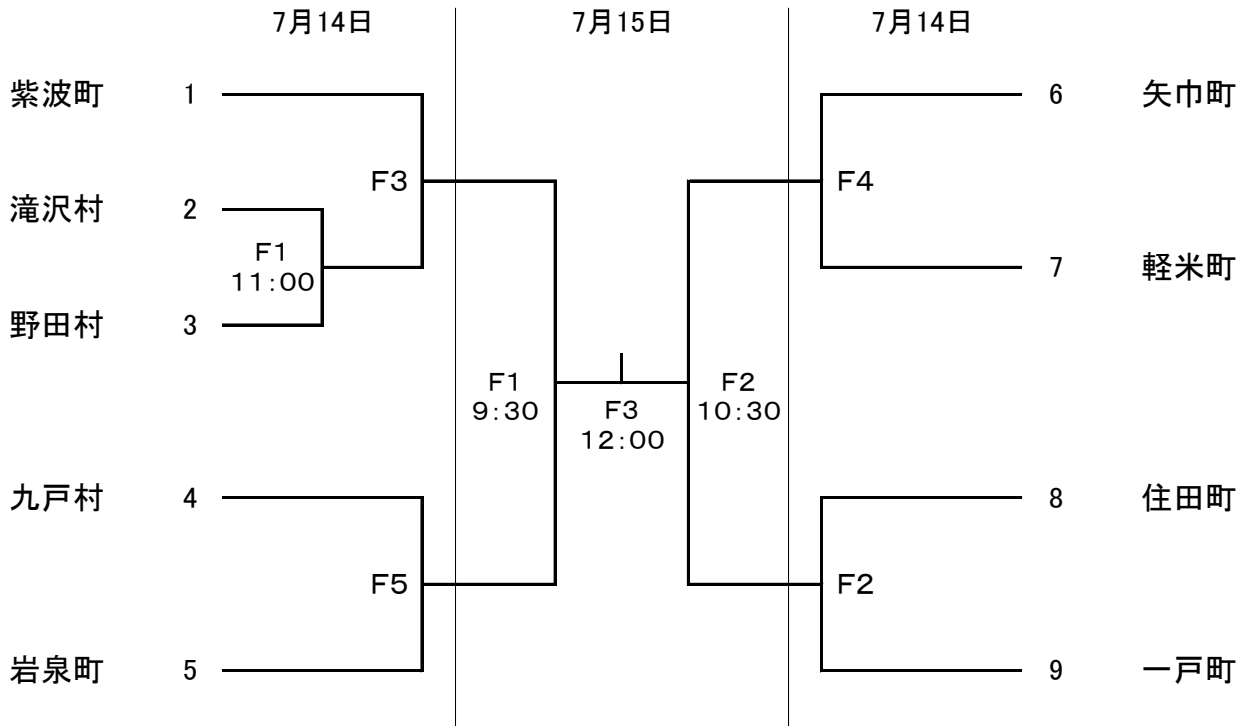 7月14日 7月15日 7月14日
紫波町 1 6 矢巾町
F3 F4
滝沢村 2
F1
11:00
7 軽米町
野田村 3
F1
9:30
F3
12:00
F2
10:30
九戸村 4 8 住田町
F5 F2
岩泉町 5 9 一戸町